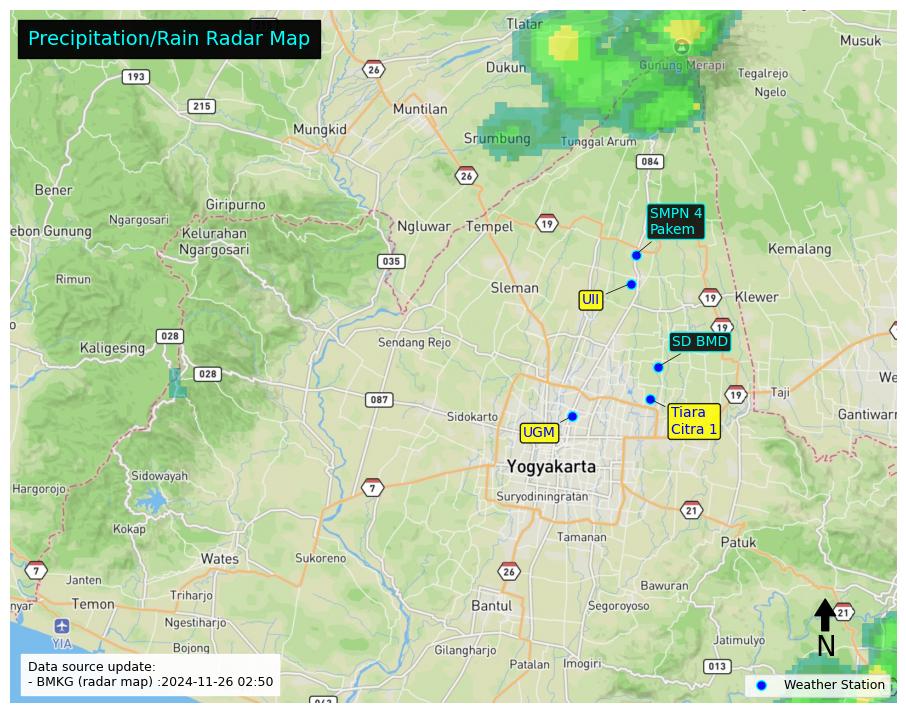 Precipitation/Rain Radar Map
Tlatar
Musuk
26
193
Dukun
Gunung Merapi
Tegalrejo
Ngelo
215
Muntilan
Mungkid
Srumbung
Tunggal Arum
084
26
Bener
Giripurno
SMPN 4
Pakem
Ngargosari
Ngluwar
Tempel
19
ebon Gunung
Kelurahan
Ngargosari
Kemalang
035
Rimun
Sleman
UII
19
Klewer
19
028
Kaligesing
Sendang Rejo
SD BMD
028
087
19
Taji
We
Sidokarto
Tiara
Citra 1
Gantiwarn
UGM
Yogyakarta
Sidowayah
Hargorejo
7
Suryodiningratan
21
Kokap
Tamanan
Patuk
Wates
Sukoreno
7
26
Janten
Bawuran
Triharjo
nyar
Temon
Bantul
Segoroyoso
21
Ngestiharjo
YIA
N
Jatimulyo
Bojong
Gilangharjo
Patalan
Imogiri
013
Data source update:
- BMKG (radar map) :2024-11-26 02:50
Weather Station